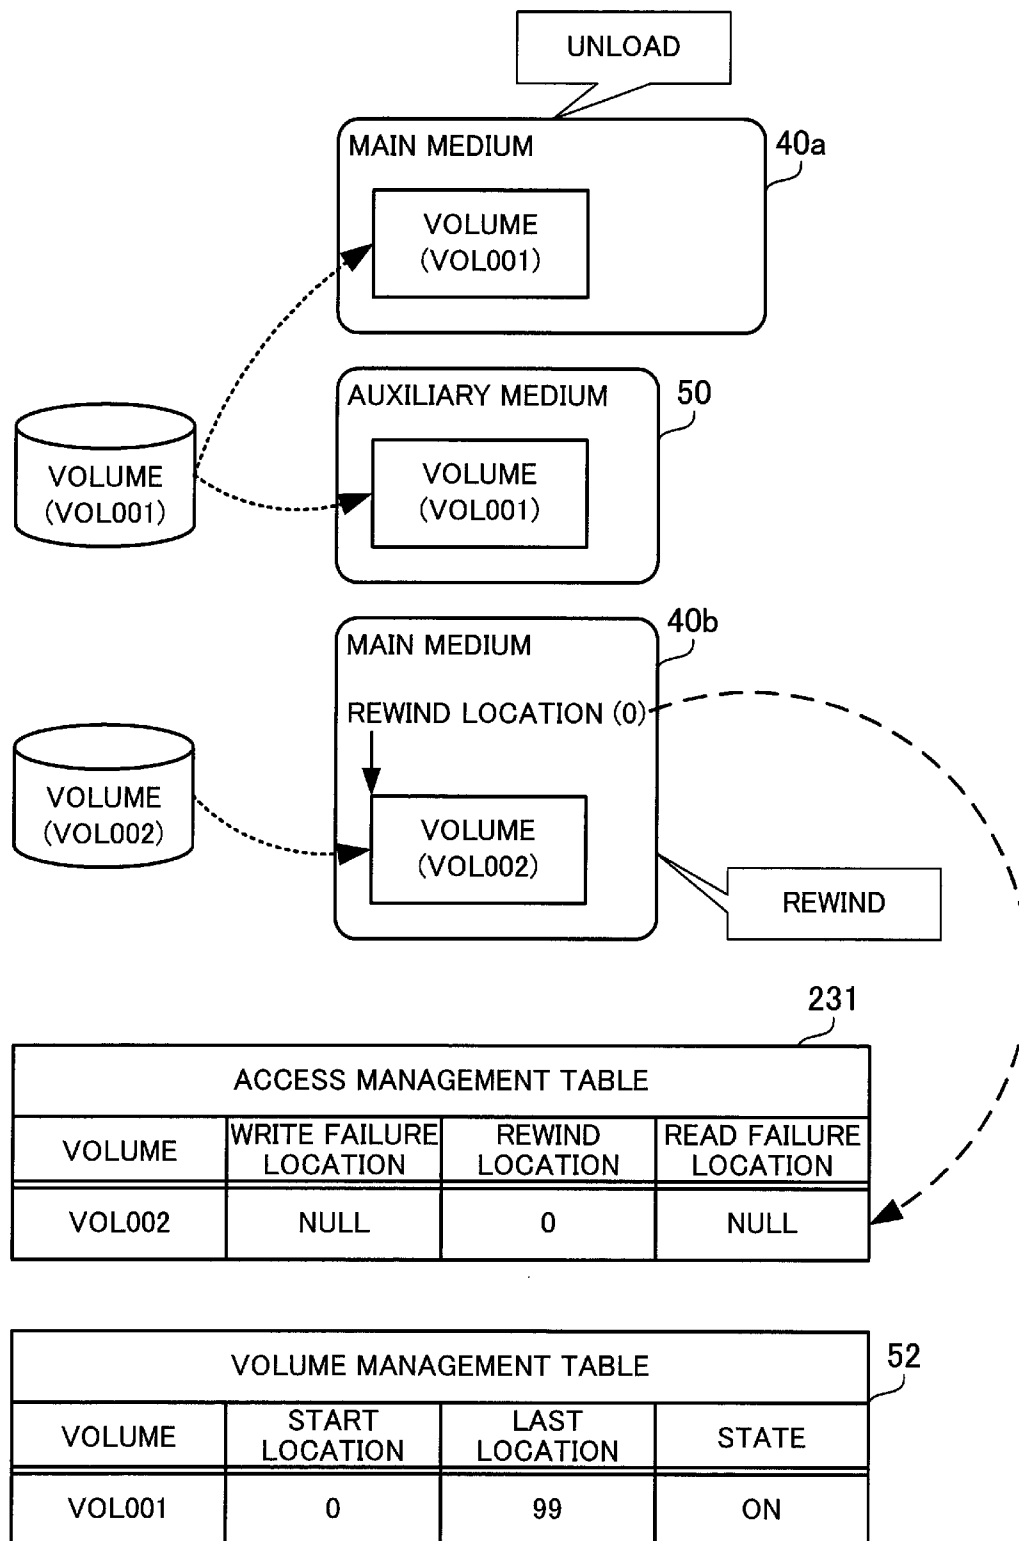 UNLOAD
MAIN MEDIUM
40a
VOLUME
(VOL001)
AUXILIARY MEDIUM
50
VOLUME
(VOL001)
VOLUME
(VOL001)
40b
MAIN MEDIUM
REWIND LOCATION (0)
VOLUME
(VOL002)
VOLUME
(VOL002)
REWIND
231
ACCESS MANAGEMENT TABLE
VOLUME
WRITE FAILURE
LOCATION
REWIND
LOCATION
READ FAILURE
LOCATION
VOL002
NULL
0
NULL
52
VOLUME MANAGEMENT TABLE
VOLUME
START
LOCATION
LAST
LOCATION
STATE
VOL001
0
99
ON